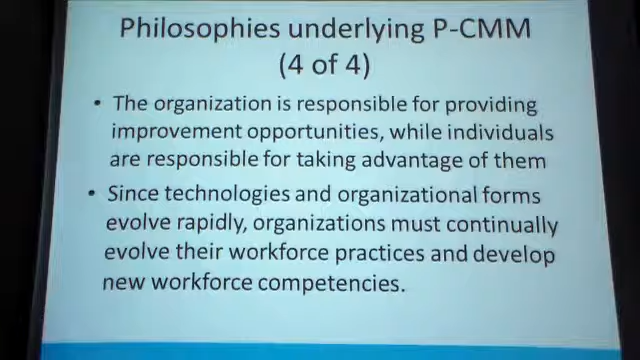 Philosophies underlying P-CMM
(4 of 4)
• The organization is responsible for providing
improvement opportunities, while individuals
are responsible for taking advantage of them
• Since technologies and organizational forms
evolve rapidly, organizations must continually
evolve their workforce practices and develop
new workforce competencies.